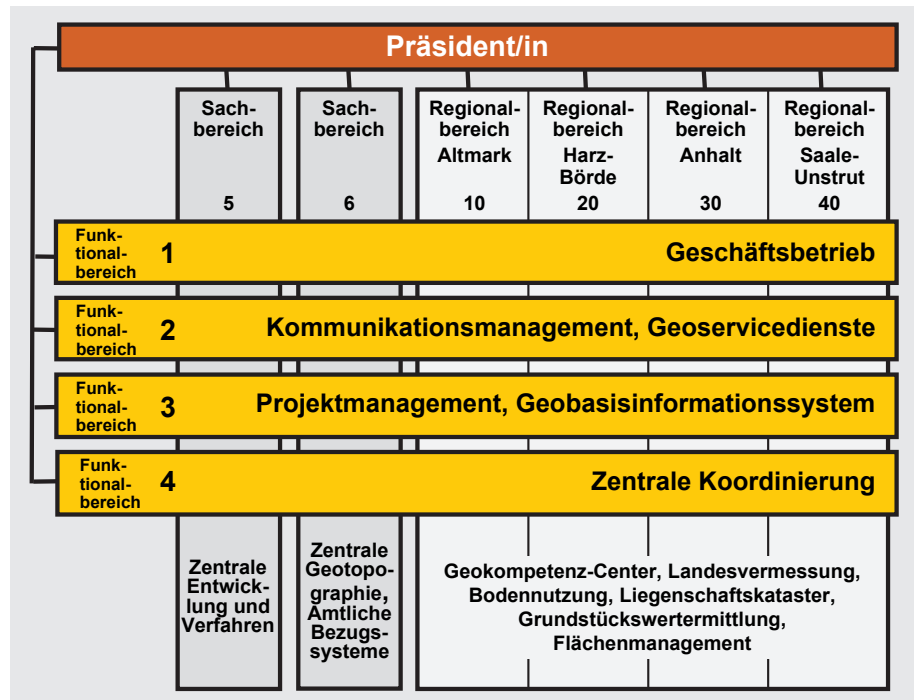 Präsident/in
Sach-
bereich
5
Sach-
bereich
6
Regional-
bereich
Altmark
10
Regional-
bereich
Harz-
Börde
20
Regional-
bereich
Anhalt
30
Regional-
bereich
Saale-
Unstrut
40
Funk-
tional-
bereich
1
Geschäftsbetrieb
Funk-
tional-
bereich
2
Kommunikationsmanagement, Geoservicedienste
Funk-
tional-
bereich
3
Projektmanagement, Geobasisinformationssystem
Funk-
tional-
bereich
4
Zentrale Koordinierung
Zentrale
Entwick-
lung und
Verfahren
Zentrale
Geotopo-
graphie,
Amtliche
Bezugs-
systeme
Geokompetenz-Center, Landesvermessung,
Bodennutzung, Liegenschaftskataster,
Grundstückswertermittlung,
Flächenmanagement